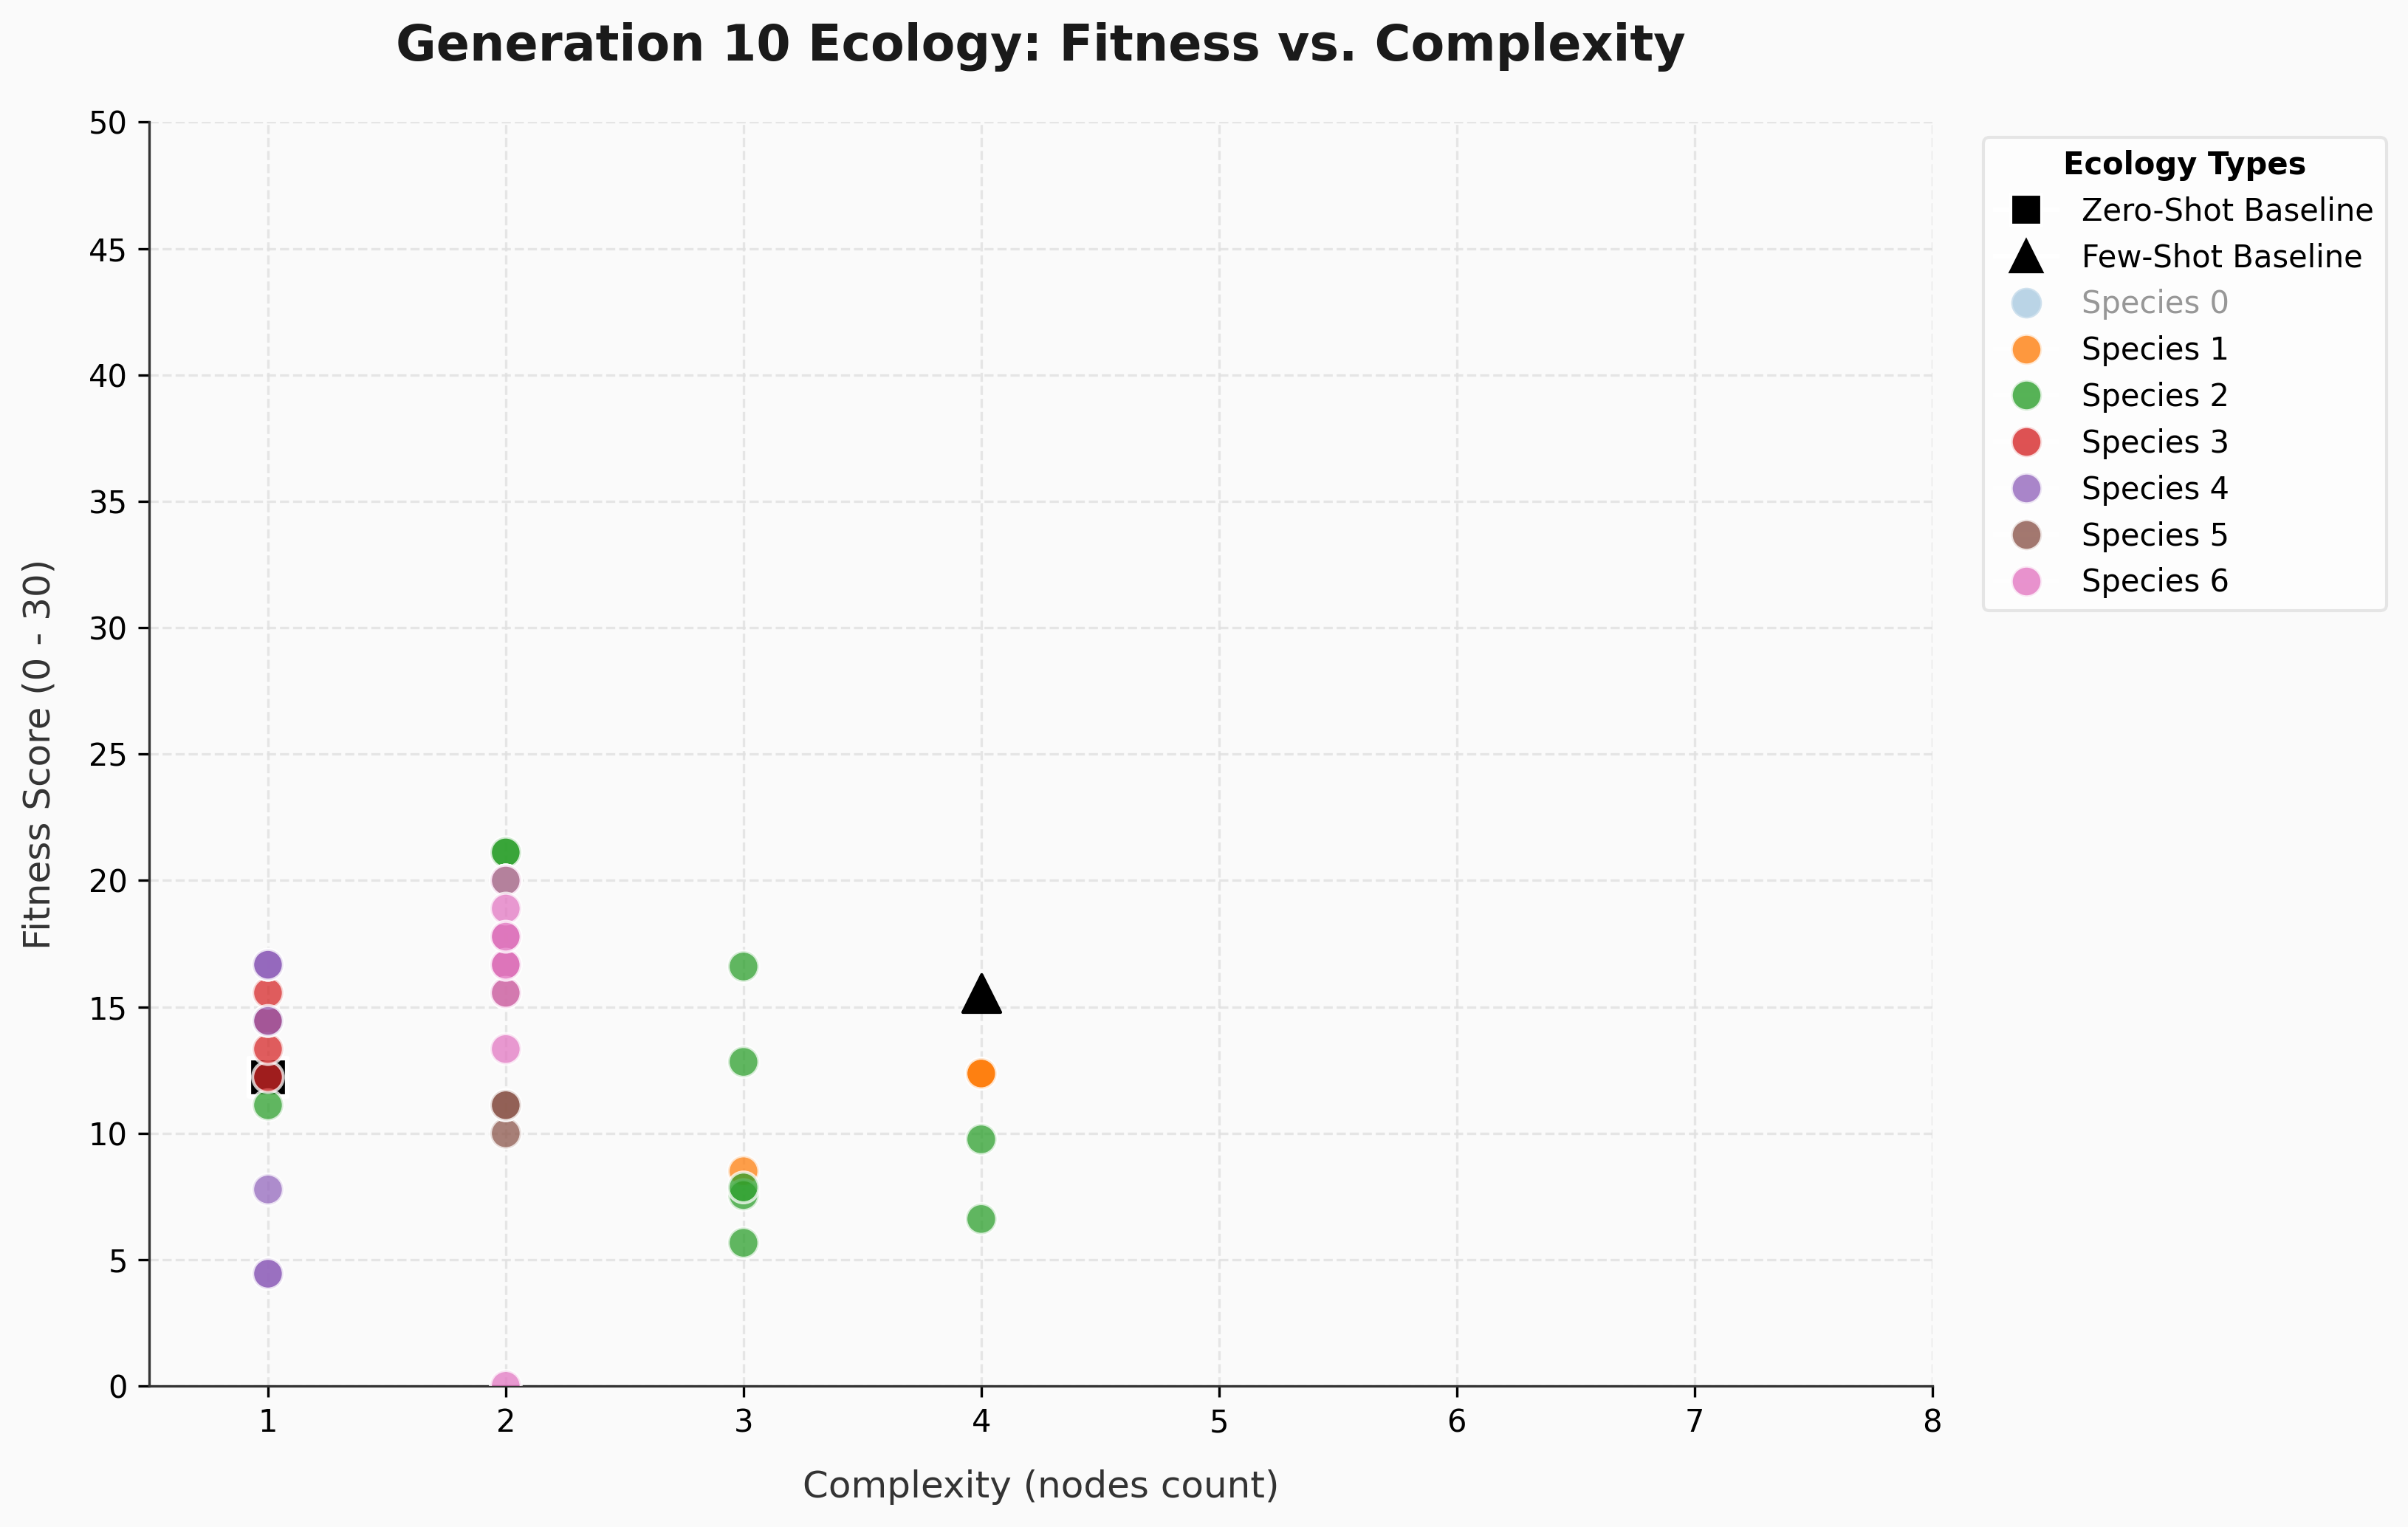 Generation 10 Ecology: Fitness vs. Complexity
50
45
40
35
30
25
20
15
10
5
0
Fitness Score (0 - 30)
1 2 3 4 5 6 7 8
Complexity (nodes count)
Ecology Types
Zero-Shot Baseline
Few-Shot Baseline
Species 0
Species 1
Species 2
Species 3
Species 4
Species 5
Species 6